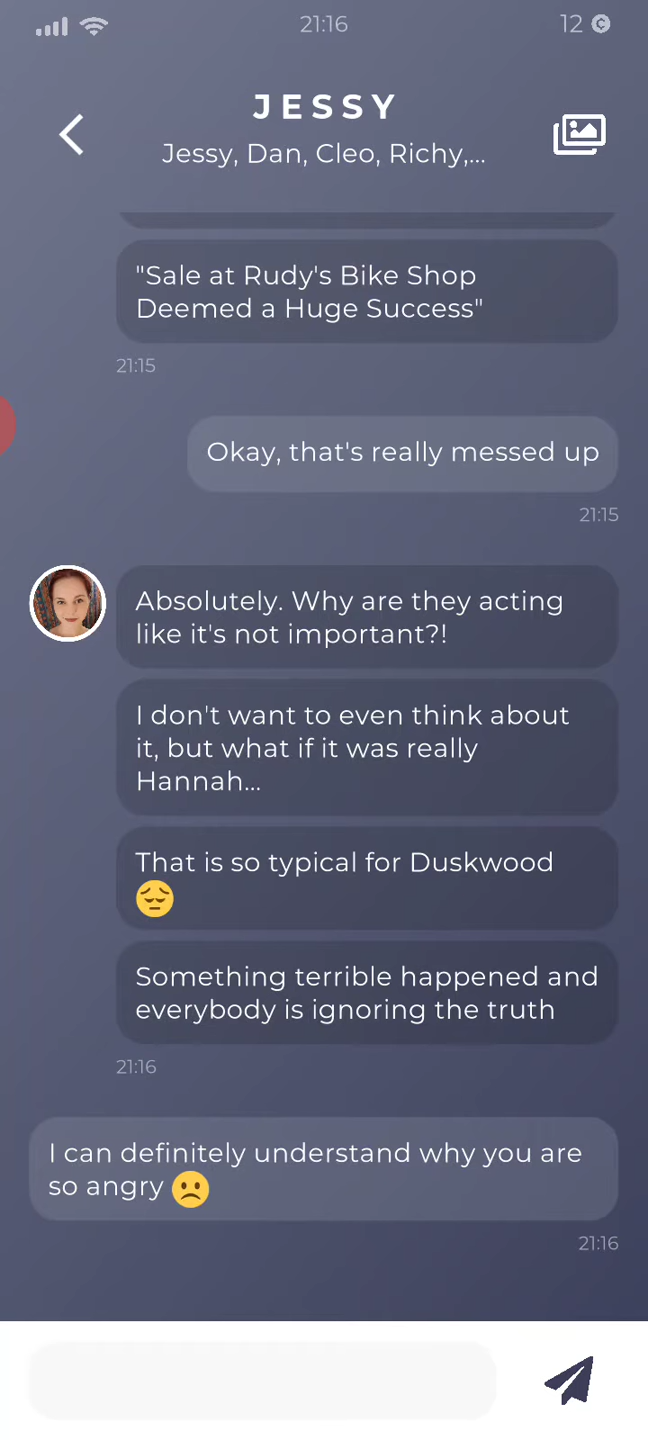 21:16
12
JESSY
Jessy, Dan, Cleo, Richy,...
"Sale at Rudy's Bike Shop
Deemed a Huge Success"
21:15
Okay, that's really messed up
21:15
Absolutely. Why are they acting
like it's not important?!
I don't want to even think about
it, but what if it was really
Hannah...
That is so typical for Duskwood
😔
Something terrible happened and
everybody is ignoring the truth
21:16
I can definitely understand why you are
so angry 🙁
21:16